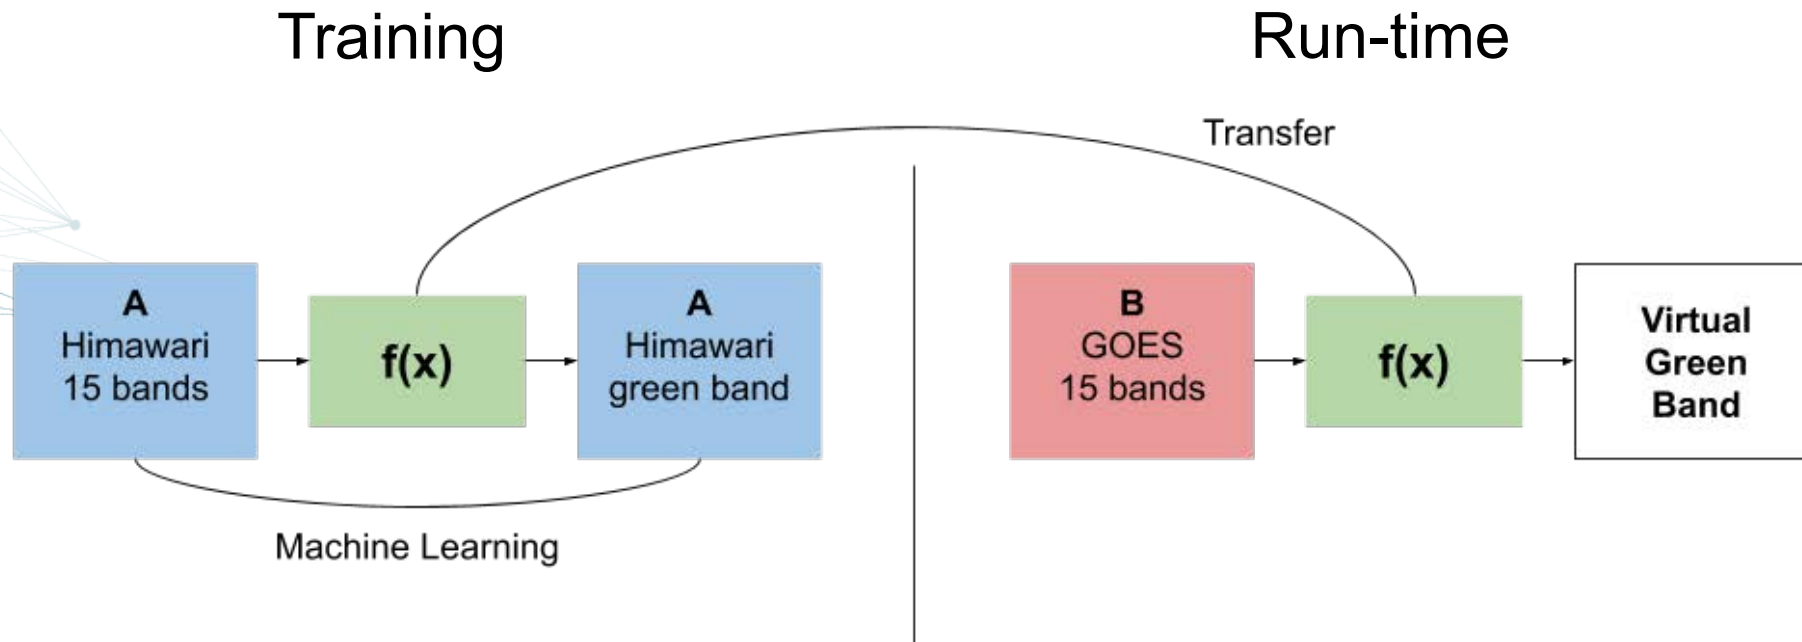 Training
Run-time
Transfer
A
Himawari
15 bands
f(x)
A
Himawari
green band
Machine Learning
B
GOES
15 bands
f(x)
Virtual
Green
Band